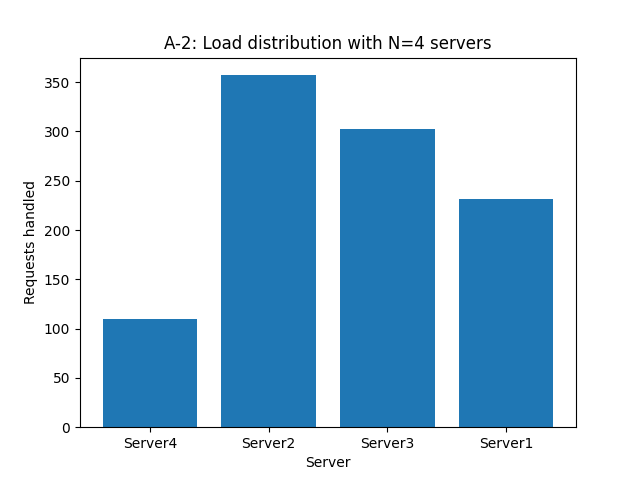 A-2: Load distribution with N=4 servers
Requests handled
350
300
250
200
150
100
50
0
Server4 Server2 Server3 Server1
Server